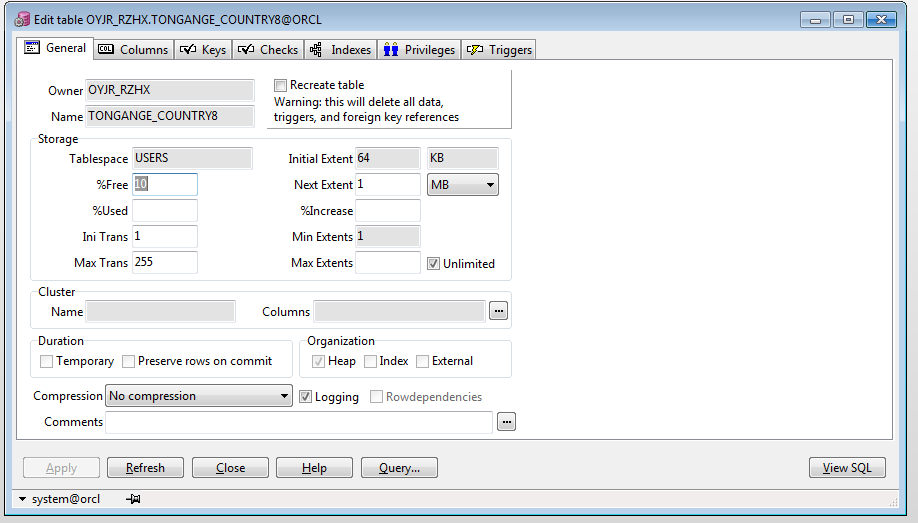 Edit table OYJR_RZHX.TONGANGE_COUNTRY8@ORCL
General Columns Keys Checks Indexes Privileges Triggers
Owner OYJR_RZHX
Name TONGANGE_COUNTRY8
Recreate table
Warning: this will delete all data,
triggers, and foreign key references
Storage
Tablespace USERS Initial Extent 64 KB
%Free 10 Next Extent 1 MB
%Used %Increase
Ini Trans 1 Min Extents 1
Max Trans 255 Max Extents Unlimited
Cluster
Name Columns ...
Duration
Temporary Preserve rows on commit
Organization
Heap Index External
Compression No compression Logging Rowdependencies
Comments ...
Apply Refresh Close Help Query... View SQL
system@orcl